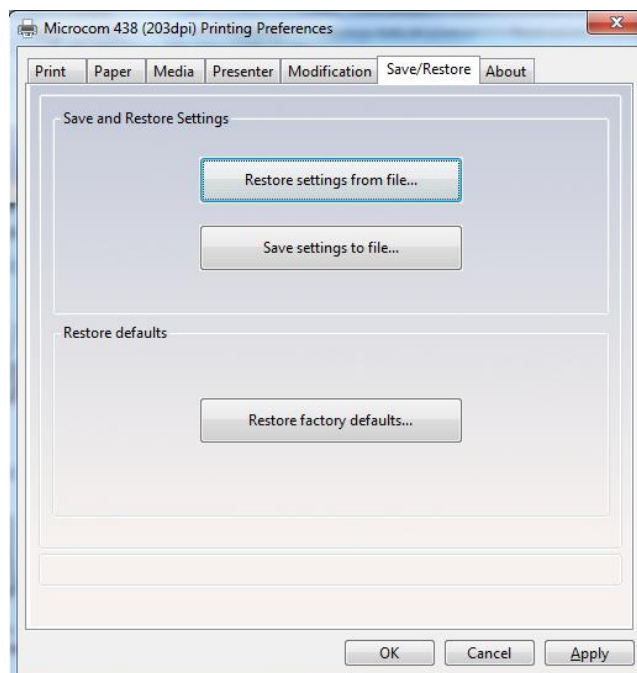 Microcom 438 (203dpi) Printing Preferences
Print Paper Media Presenter Modification Save/Restore About
Save and Restore Settings
Restore settings from file...
Save settings to file...
Restore defaults
Restore factory defaults...
OK Cancel Apply